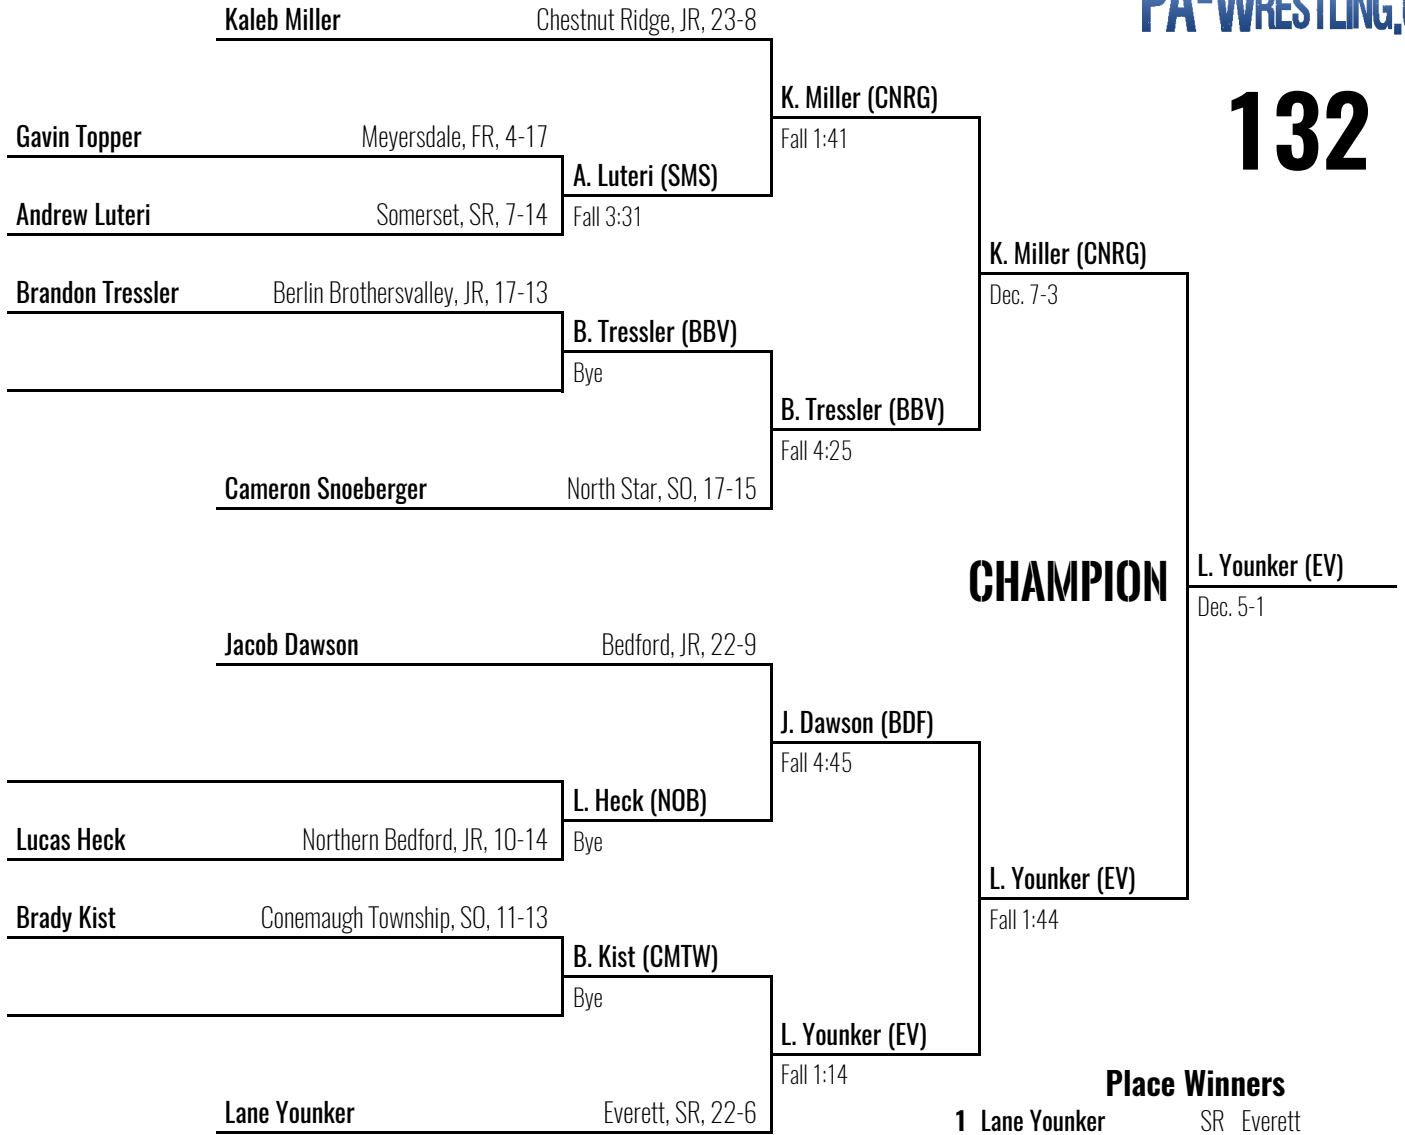 Kaleb Miller Chestnut Ridge, JR, 23-8
PA-WRESTLING.
132
K. Miller (CNRG)
Fall 1:41
Gavin Topper Meyersdale, FR, 4-17
A. Luteri (SMS)
Fall 3:31
Andrew Luteri Somerset, SR, 7-14
K. Miller (CNRG)
Dec. 7-3
Brandon Tressler Berlin Brothersvalley, JR, 17-13
B. Tressler (BBV)
Bye
B. Tressler (BBV)
Fall 4:25
Cameron Snoeberger North Star, SO, 17-15
CHAMPION
L. Younker (EV)
Dec. 5-1
Jacob Dawson Bedford, JR, 22-9
J. Dawson (BDF)
Fall 4:45
L. Heck (NOB)
Bye
Lucas Heck Northern Bedford, JR, 10-14
L. Younker (EV)
Fall 1:44
Brady Kist Conemaugh Township, SO, 11-13
B. Kist (CMTW)
Bye
L. Younker (EV)
Fall 1:14
Lane Younker Everett, SR, 22-6
Place Winners
1 Lane Younker SR Everett